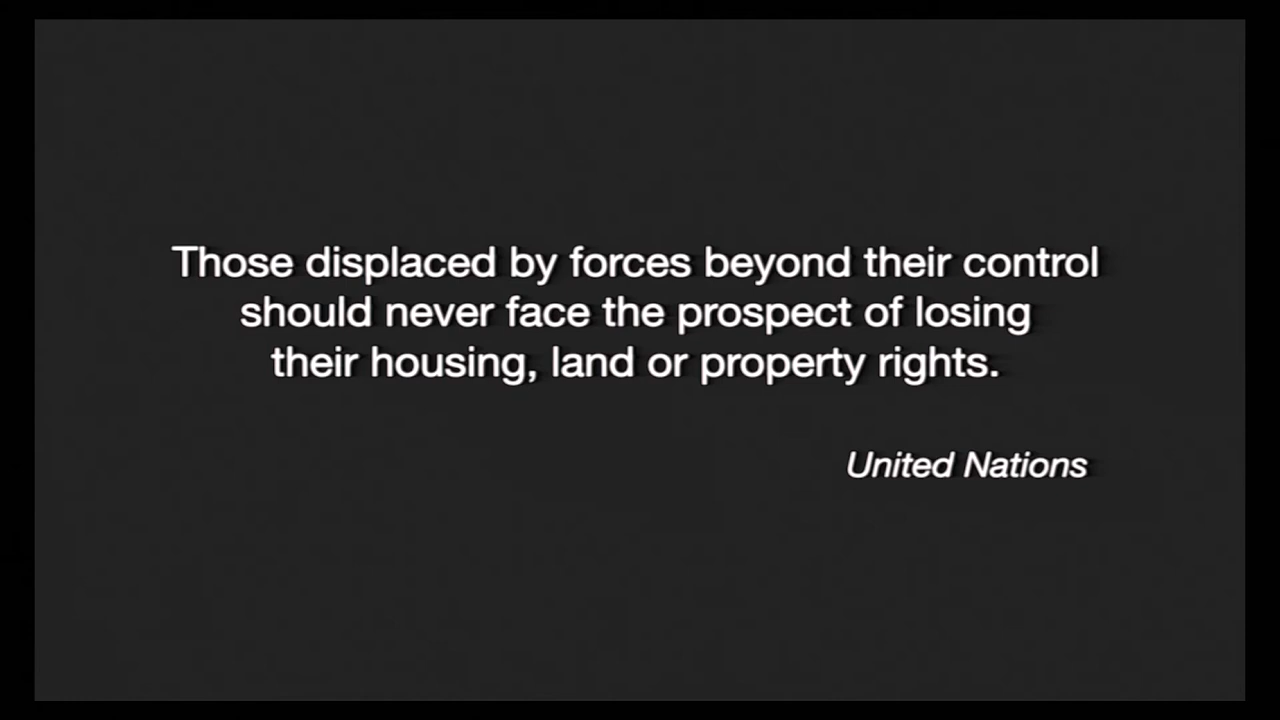 Those displaced by forces beyond their control
should never face the prospect of losing
their housing, land or property rights.
United Nations